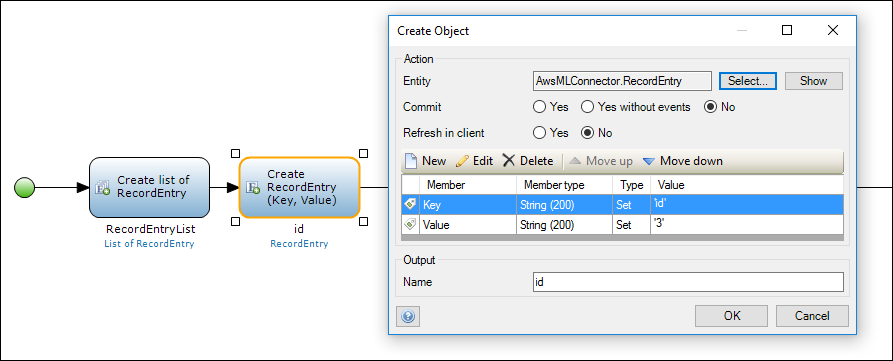 Create list of
RecordEntry
RecordEntryList
List of RecordEntry
Create
RecordEntry
(Key, Value)
id
RecordEntry
Create Object
Action
Entity AwsMLConnector.RecordEntry Select... Show
Commit Yes Yes without events No
Refresh in client Yes No
New Edit Delete Move up Move down
Member Member type Type Value
Key String (200) Set 'id'
Value String (200) Set '3'
Output
Name id
? OK Cancel